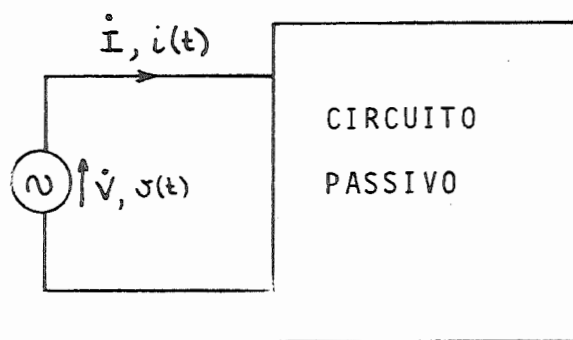 İ, i(t)
CIRCUITO
PASSIVO
V̇, v(t)